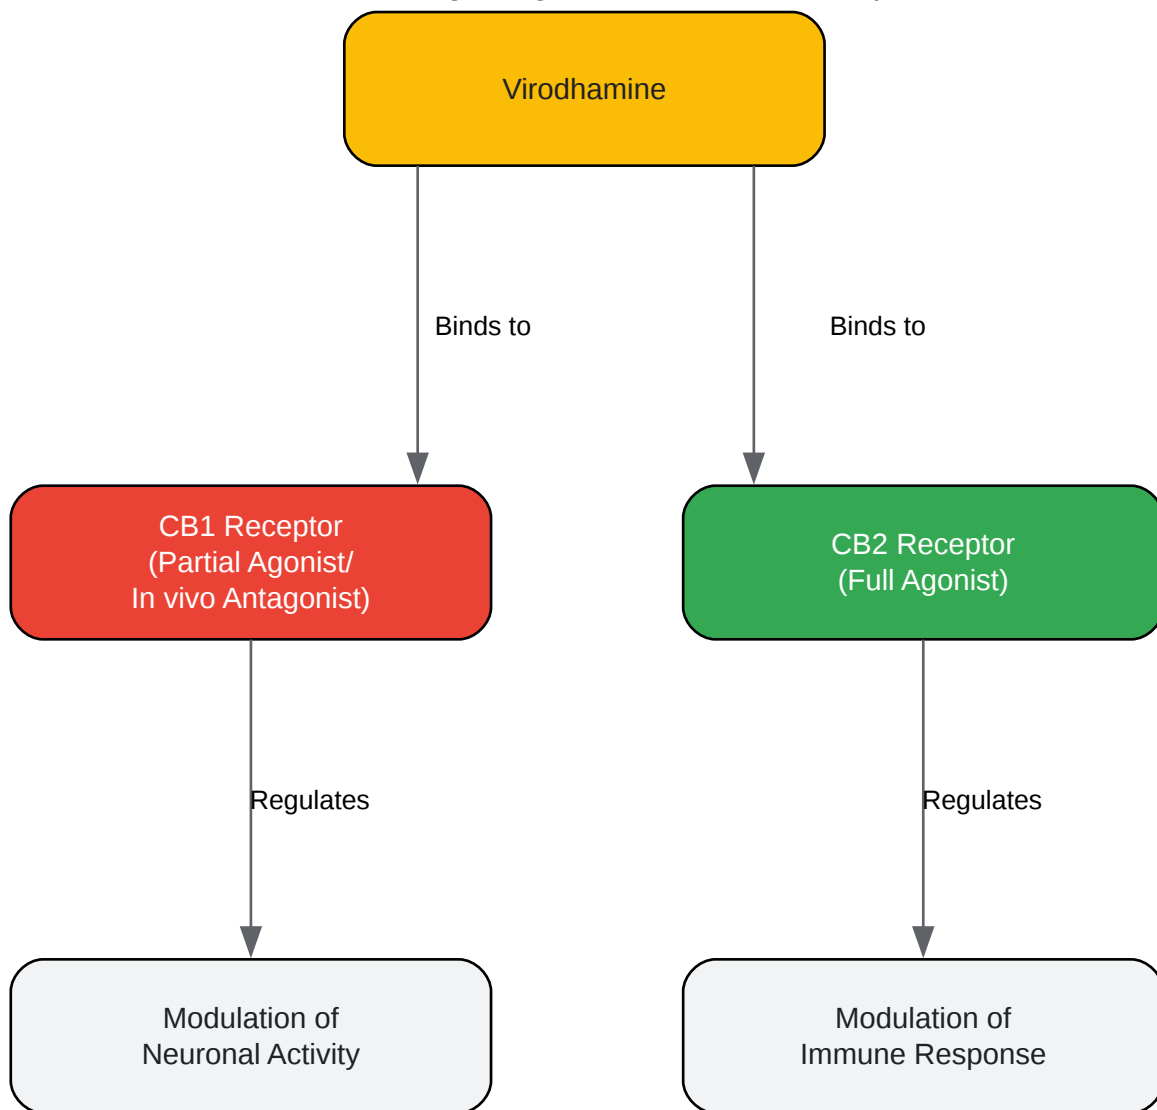 Virodhamine
Binds to
Binds to
CB1 Receptor
(Partial Agonist/
In vivo Antagonist)
CB2 Receptor
(Full Agonist)
Regulates
Regulates
Modulation of
Neuronal Activity
Modulation of
Immune Response